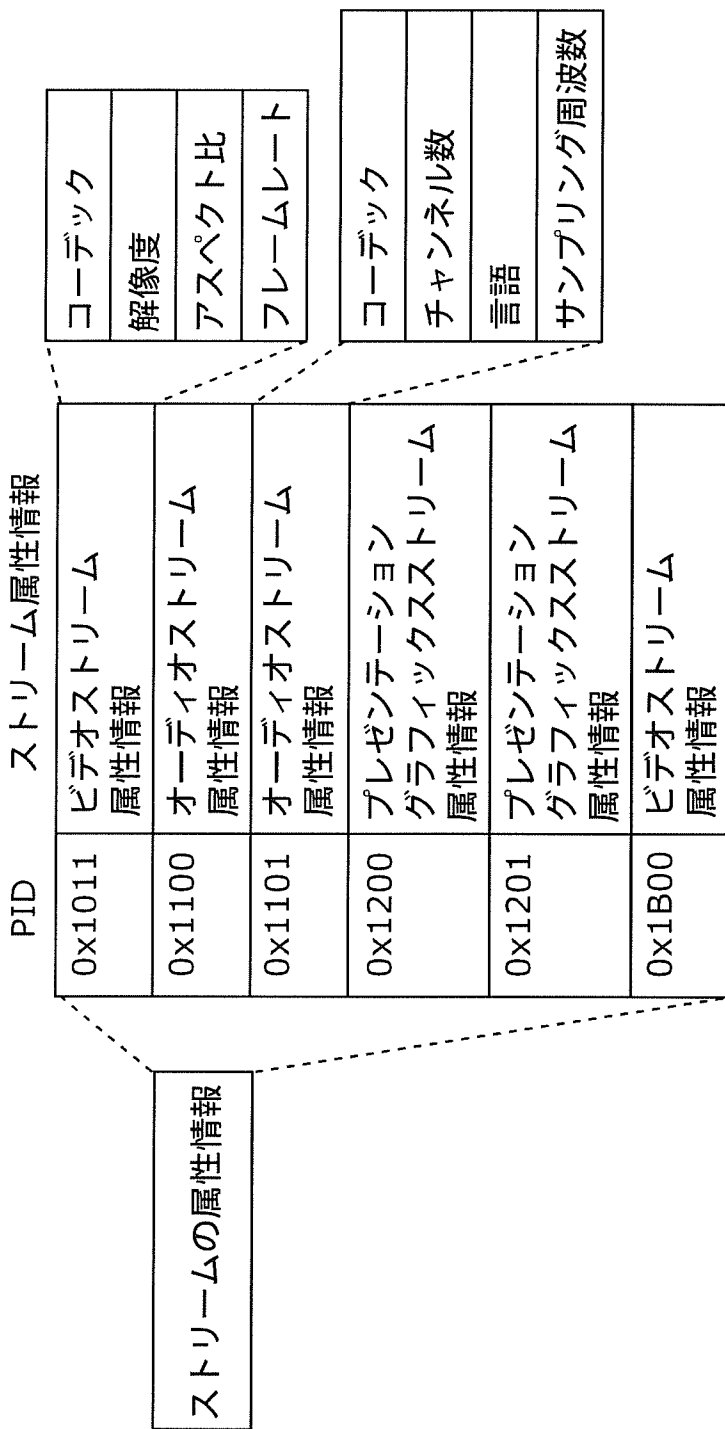 ストリームの属性情報
PID
ストリーム属性情報
0x1011
ビデオストリーム
属性情報
0x1100
オーディオストリーム
属性情報
0x1101
オーディオストリーム
属性情報
0x1200
プレゼンテーション
グラフィックスストリーム
属性情報
0x1201
プレゼンテーション
グラフィックスストリーム
属性情報
0x1B00
ビデオストリーム
属性情報
コーデック
解像度
アスペクト比
フレームレート
コーデック
チャンネル数
言語
サンプリング周波数